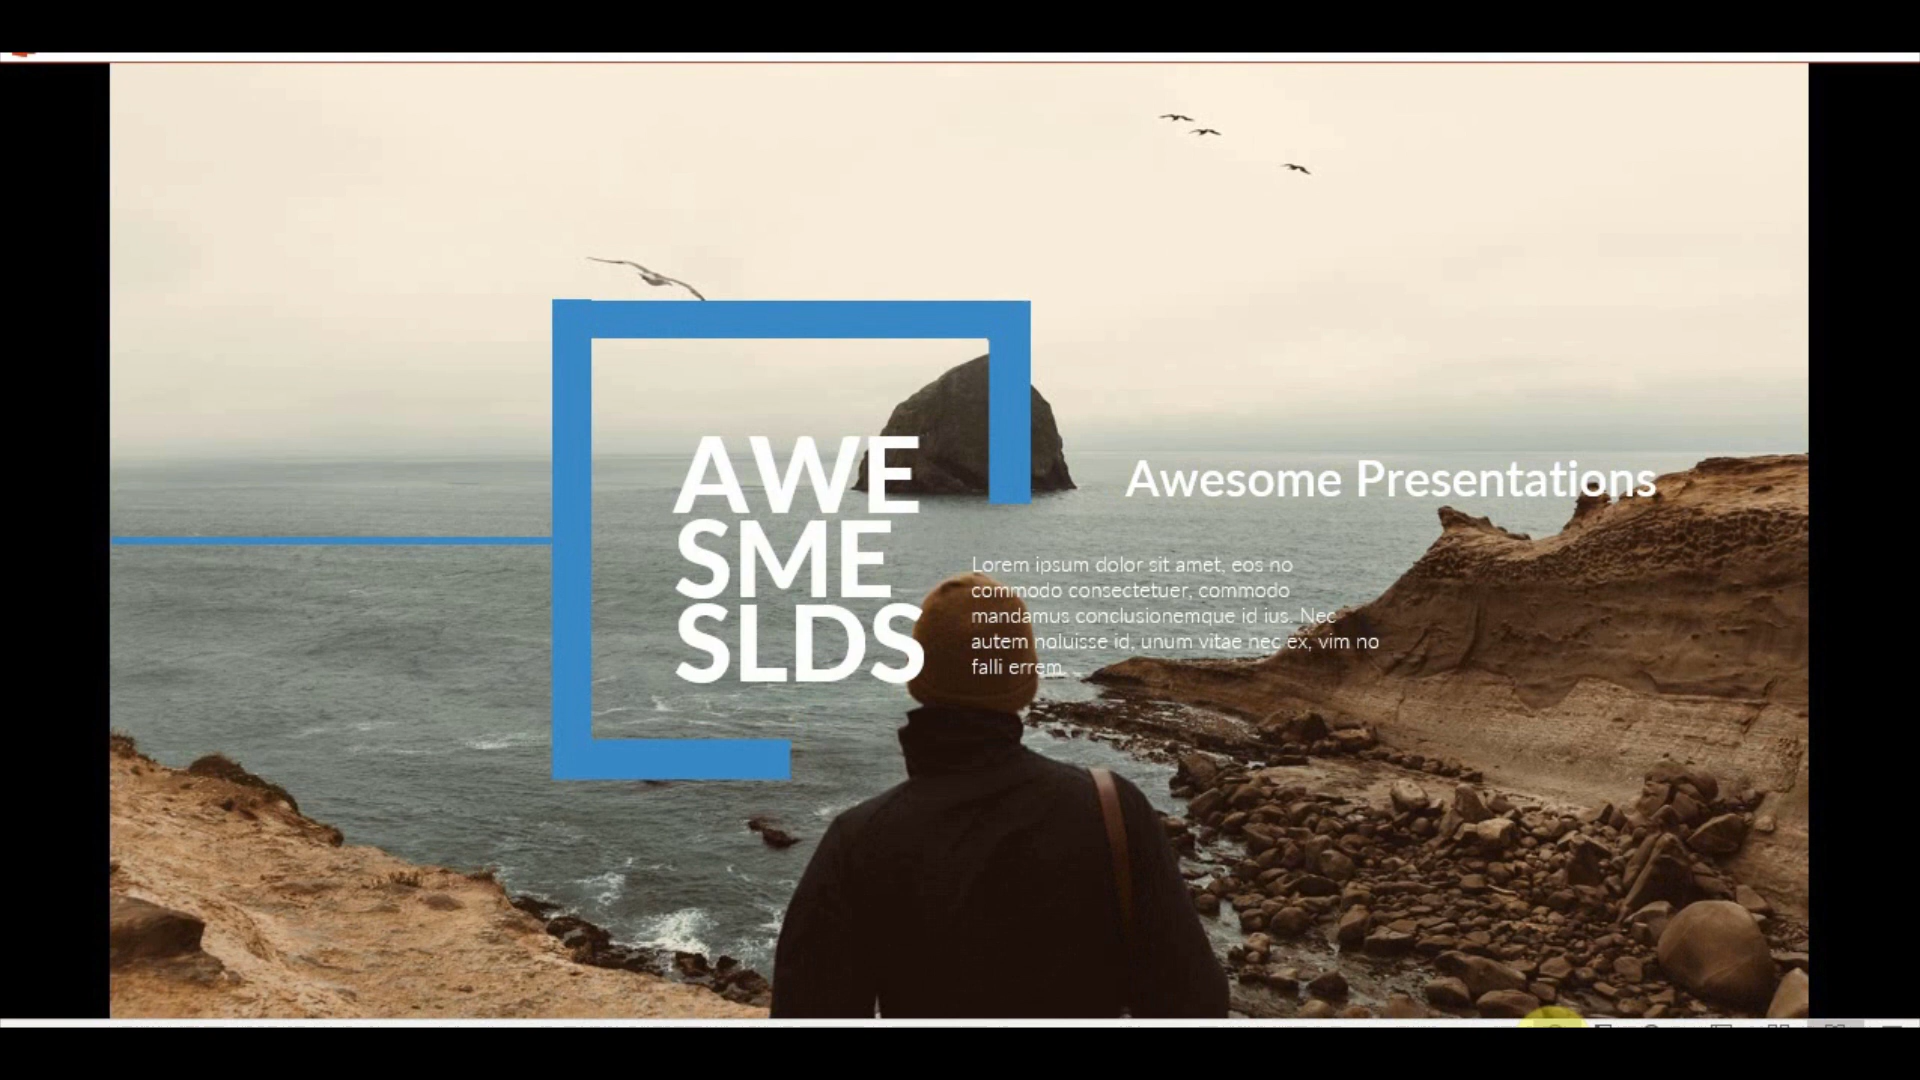 AWE
SME
SLDS
Awesome Presentations
Lorem ipsum dolor sit amet, eos no
commodo consectetuer, commodo
mandamus conclusionemque id ius. Nec
autem noluisse id, unum vitae nec ex, vim no
falli errem.